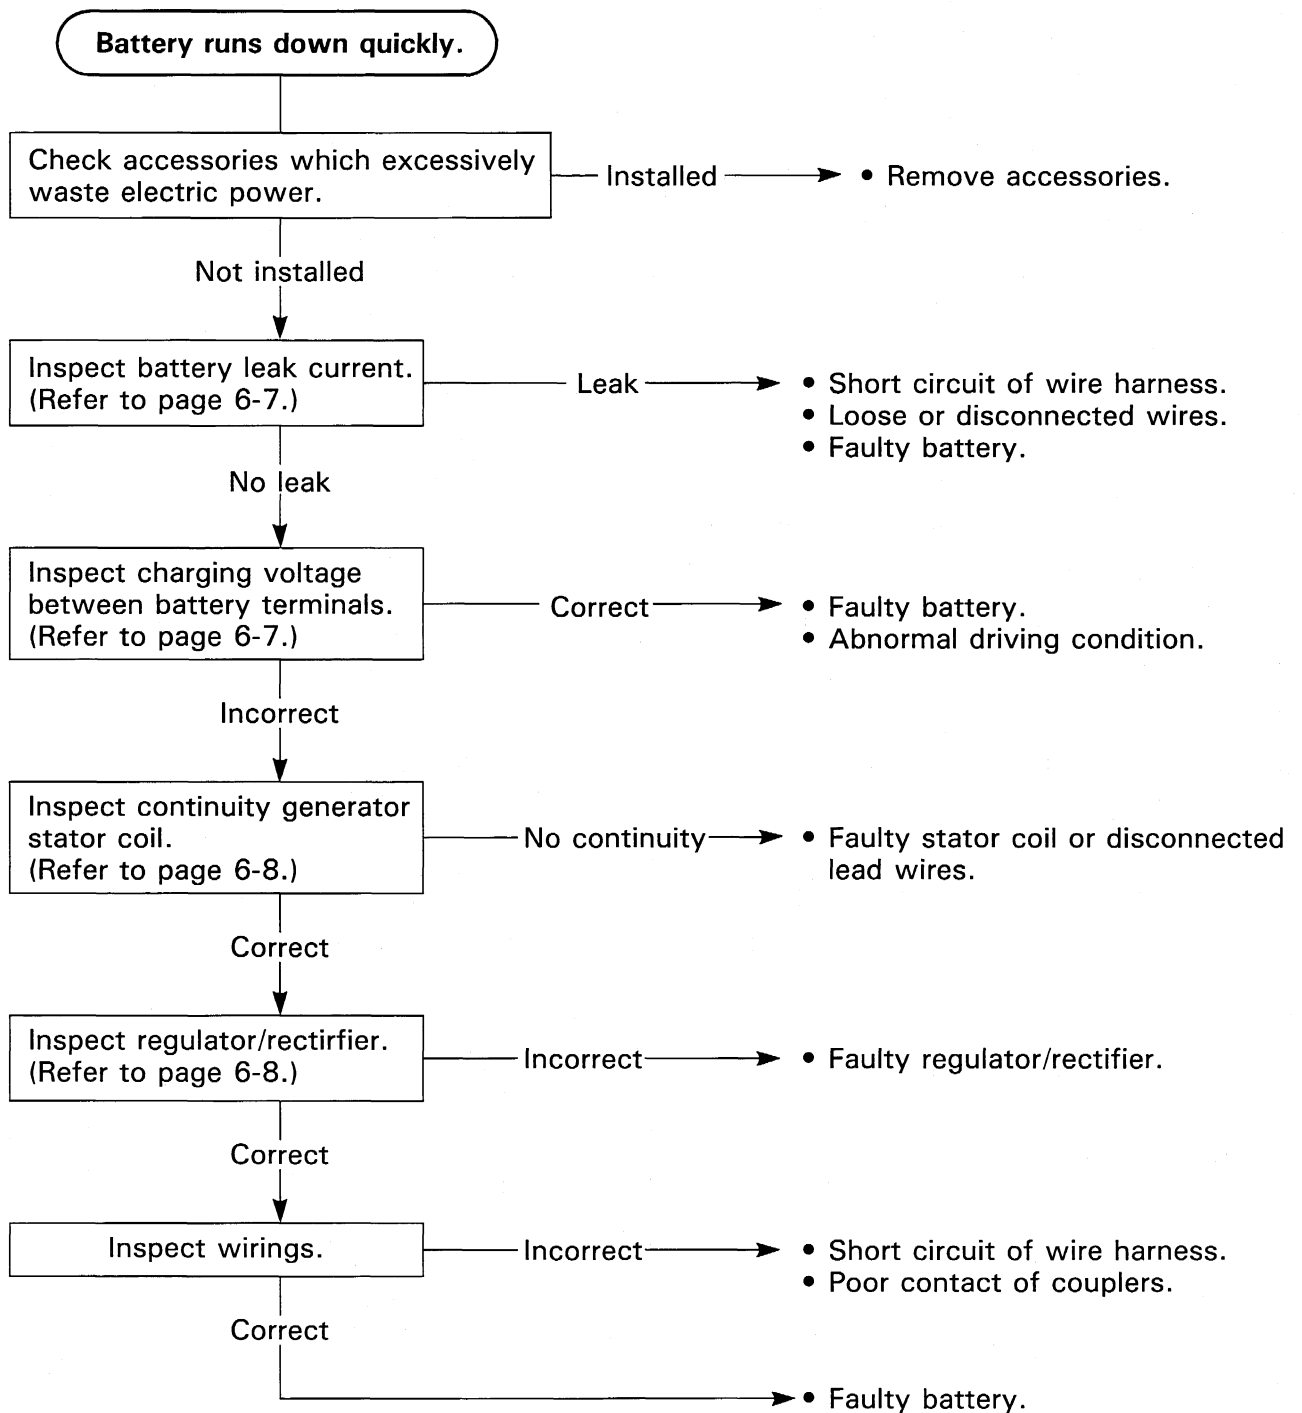 Battery runs down quickly.
Check accessories which excessively
waste electric power.
Installed
• Remove accessories.
Not installed
Inspect battery leak current.
(Refer to page 6-7.)
Leak
• Short circuit of wire harness.
• Loose or disconnected wires.
• Faulty battery.
No leak
Inspect charging voltage
between battery terminals.
(Refer to page 6-7.)
Correct
• Faulty battery.
• Abnormal driving condition.
Incorrect
Inspect continuity generator
stator coil.
(Refer to page 6-8.)
No continuity
• Faulty stator coil or disconnected
lead wires.
Correct
Inspect regulator/rectirfier.
(Refer to page 6-8.)
Incorrect
• Faulty regulator/rectifier.
Correct
Inspect wirings.
Incorrect
• Short circuit of wire harness.
• Poor contact of couplers.
Correct
• Faulty battery.